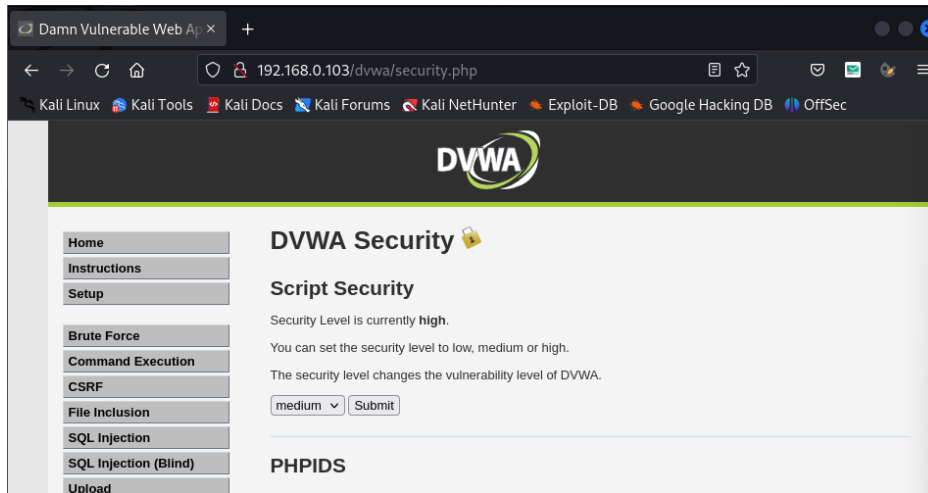 Damn Vulnerable Web Ap
192.168.0.103/dvwa/security.php
Kali Linux Kali Tools Kali Docs Kali Forums Kali NetHunter Exploit-DB Google Hacking DB OffSec
DVWA
Home
Instructions
Setup
Brute Force
Command Execution
CSRF
File Inclusion
SQL Injection
SQL Injection (Blind)
Upload
DVWA Security
Script Security
Security Level is currently high.
You can set the security level to low, medium or high.
The security level changes the vulnerability level of DVWA.
medium Submit
PHPIDS